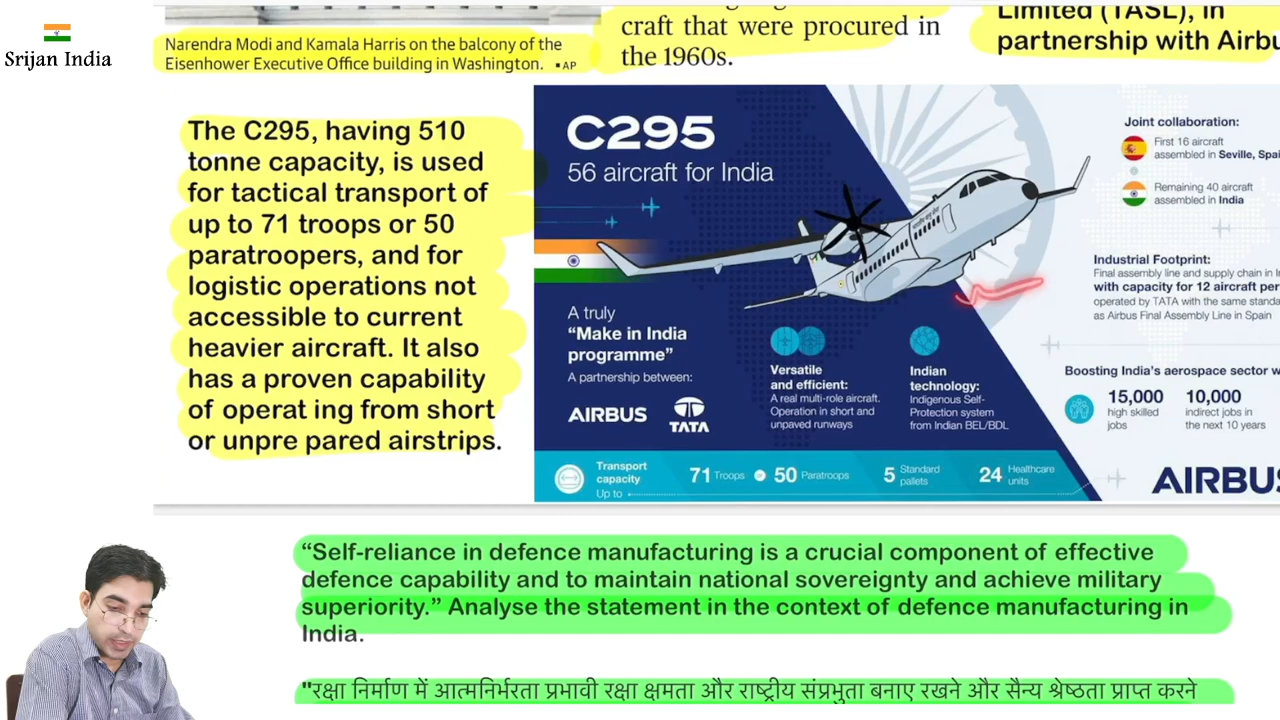 Srijan India
Narendra Modi and Kamala Harris on the balcony of the
Eisenhower Executive Office building in Washington. ▪AP
craft that were procured in
the 1960s.
Limited (TASL), in
partnership with Airbu
The C295, having 510
tonne capacity, is used
for tactical transport of
up to 71 troops or 50
paratroopers, and for
logistic operations not
accessible to current
heavier aircraft. It also
has a proven capability
of operat ing from short
or unpre pared airstrips.
C295
56 aircraft for India
A truly
“Make in India
programme”
A partnership between:
AIRBUS
TATA
Versatile
and efficient:
A real multi-role aircraft.
Operation in short and
unpaved runways
Indian
technology:
Indigenous Self-
Protection system
from Indian BEL/BDL
Joint collaboration:
First 16 aircraft
assembled in Seville, Spai
Remaining 40 aircraft
assembled in India
Industrial Footprint:
Final assembly line and supply chain in I
with capacity for 12 aircraft per
operated by TATA with the same standa
as Airbus Final Assembly Line in Spain
Boosting India's aerospace sector w
15,000
high skilled
jobs
10,000
indirect jobs in
the next 10 years
Transport
capacity
Up to
71 Troops or 50 Paratroops
5 Standard
pallets
24 Healthcare
units
AIRBUS
“Self-reliance in defence manufacturing is a crucial component of effective
defence capability and to maintain national sovereignty and achieve military
superiority.” Analyse the statement in the context of defence manufacturing in
India.
"रक्षा निर्माण में आत्मनिर्भरता प्रभावी रक्षा क्षमता और राष्ट्रीय संप्रभुता बनाए रखने और सैन्य श्रेष्ठता प्राप्त करने